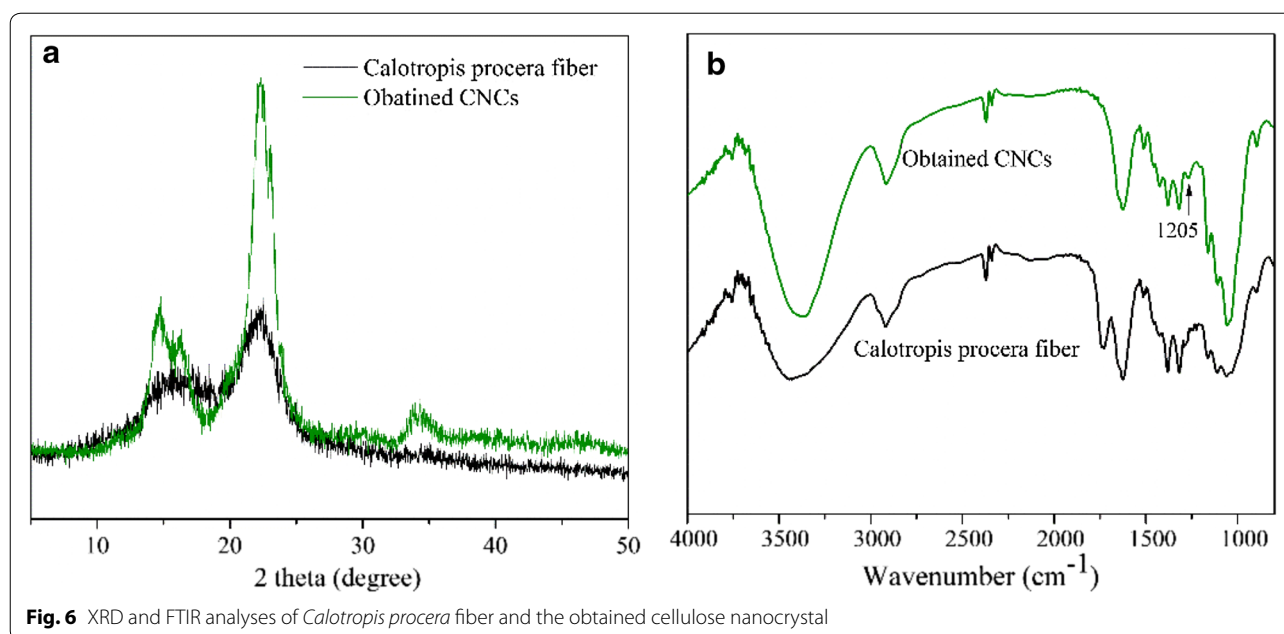 a
Calotropis procera fiber
Obatined CNCs
10 20 30 40 50
2 theta (degree)
b
Obtained CNCs
1205
Calotropis procera fiber
4000 3500 3000 2500 2000 1500 1000
Wavenumber (cm-1)
Fig. 6 XRD and FTIR analyses of Calotropis procera fiber and the obtained cellulose nanocrystal